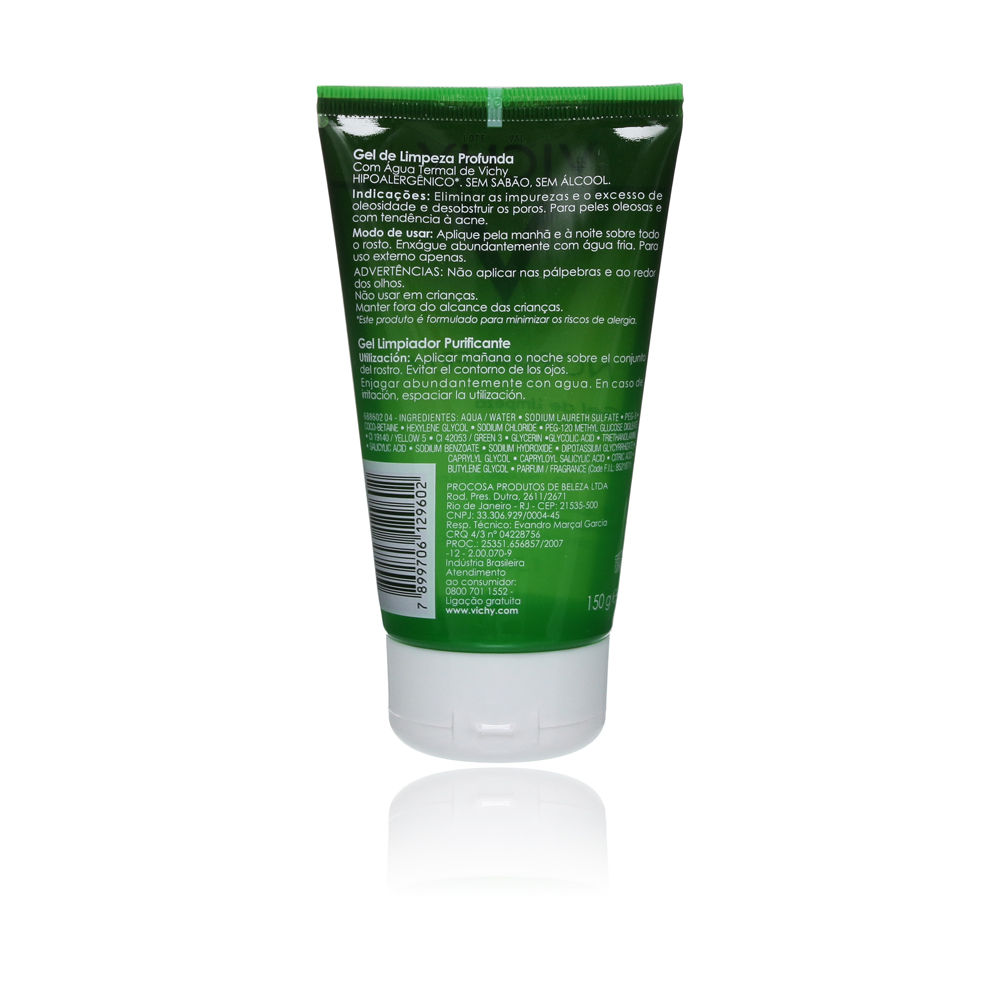 Gel de Limpeza Profunda
Com Água Termal de Vichy
HIPOALERGÊNICO*. SEM SABÃO, SEM ÁLCOOL.
Indicações: Eliminar as impurezas e o excesso de
oleosidade e desobstruir os poros. Para peles oleosas e
com tendência à acne.
Modo de usar: Aplique pela manhã e à noite sobre todo
o rosto. Enxágue abundantemente com água fria. Para
uso externo apenas.
ADVERTÊNCIAS: Não aplicar nas pálpebras e ao redor
dos olhos.
Não usar em crianças.
Manter fora do alcance das crianças.
*Este produto é formulado para minimizar os riscos de alergia.
Gel Limpiador Purificante
Utilización: Aplicar mañana o noche sobre el conjunto
del rostro. Evitar el contorno de los ojos.
Enjagar abundantemente con agua. En caso de
irritación, espaciar la utilización.
688602 04 - INGREDIENTES: AQUA / WATER • SODIUM LAURETH SULFATE •
COCO-BETAINE • HEXYLENE GLYCOL • SODIUM CHLORIDE • PEG-120 METHYL GLUCOSE
• CI 19140 / YELLOW 5 • CI 42053 / GREEN 3 • GLYCERIN •GLYCOLIC ACID •
• SALICYLIC ACID • SODIUM BENZOATE • SODIUM HYDROXIDE • DIPOTASSIUM
CAPRYLYL GLYCOL • CAPRYLOYL SALICYLIC ACID • CITRIC ACID •
BUTYLENE GLYCOL • PARFUM / FRAGRANCE (Code F.I.L:
PROCOSA PRODUTOS DE BELEZA LTDA
Rod. Pres. Dutra, 2611/2671
Rio de Janeiro - RJ - CEP: 21535-500
CNPJ: 33.306.929/0004-45
Resp. Técnico: Evandro Marçal Garcia
CRQ 4/3 nº 04228756
PROC.: 25351.656857/2007
-12 - 2.00.070-9
Indústria Brasileira
Atendimento
ao consumidor:
0800 701 1552 -
Ligação gratuita
www.vichy.com
7 899706 129602
150 g